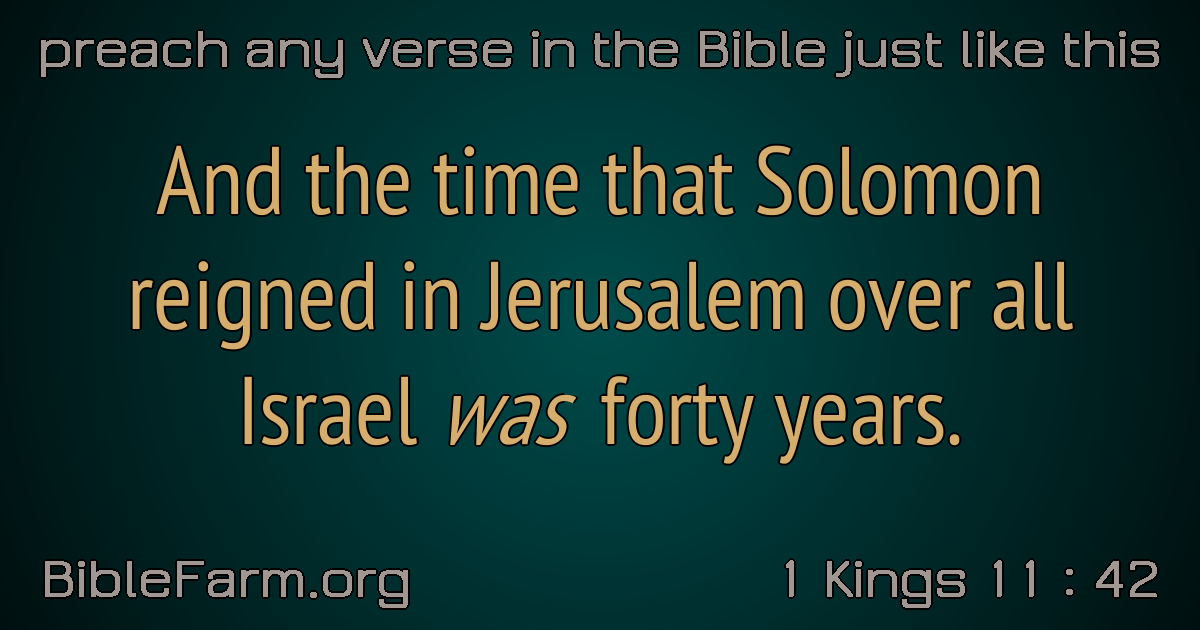 preach any verse in the Bible just like this
And the time that Solomon
reigned in Jerusalem over all
Israel was forty years.
BibleFarm.org
1 Kings 11 : 42